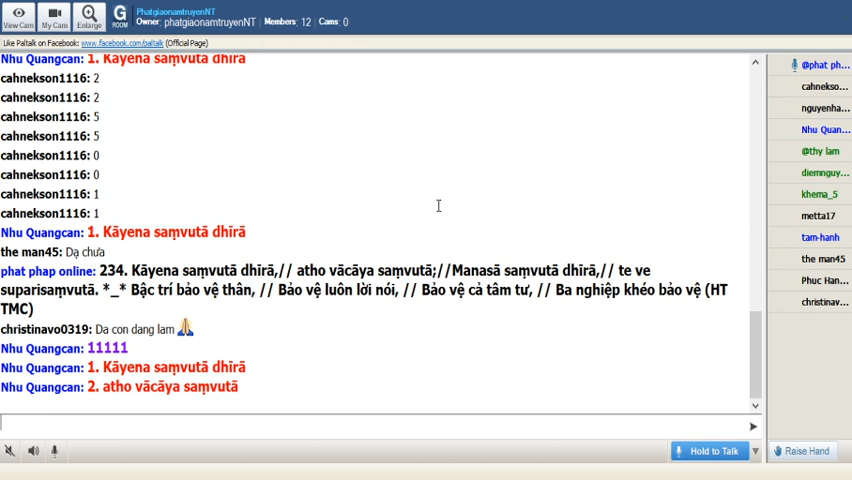 View Cam
My Cam
Enlarge
G
ROOM
PhatgiaonamtruyenNT
Owner: phatgiaonamtruyenNT Members: 12 Cams: 0
Like Paltalk on Facebook: www.facebook.com/paltalk (Official Page)
Nhu Quangcan: 1. Kāyena saṃvutā dhīrā
cahnekson1116: 2
cahnekson1116: 2
cahnekson1116: 5
cahnekson1116: 5
cahnekson1116: 0
cahnekson1116: 0
cahnekson1116: 1
cahnekson1116: 1
Nhu Quangcan: 1. Kāyena saṃvutā dhīrā
the man45: Dạ chưa
phat phap online: 234. Kāyena saṃvutā dhīrā,// atho vācāya saṃvutā;//Manasā saṃvutā dhīrā,// te ve
suparisaṃvutā. *_* Bậc trí bảo vệ thân, // Bảo vệ luôn lời nói, // Bảo vệ cả tâm tư, // Ba nghiệp khéo bảo vệ (HT
TMC)
christinavo0319: Da con dang lam
Nhu Quangcan: 11111
Nhu Quangcan: 1. Kāyena saṃvutā dhīrā
Nhu Quangcan: 2. atho vācāya saṃvutā
Hold to Talk
@phat ph...
cahnekso...
nguyenha...
Nhu Quan...
@thy lam
diemnguy...
khema_5
metta17
tam-hanh
the man45
Phuc Han...
christinav...
Raise Hand